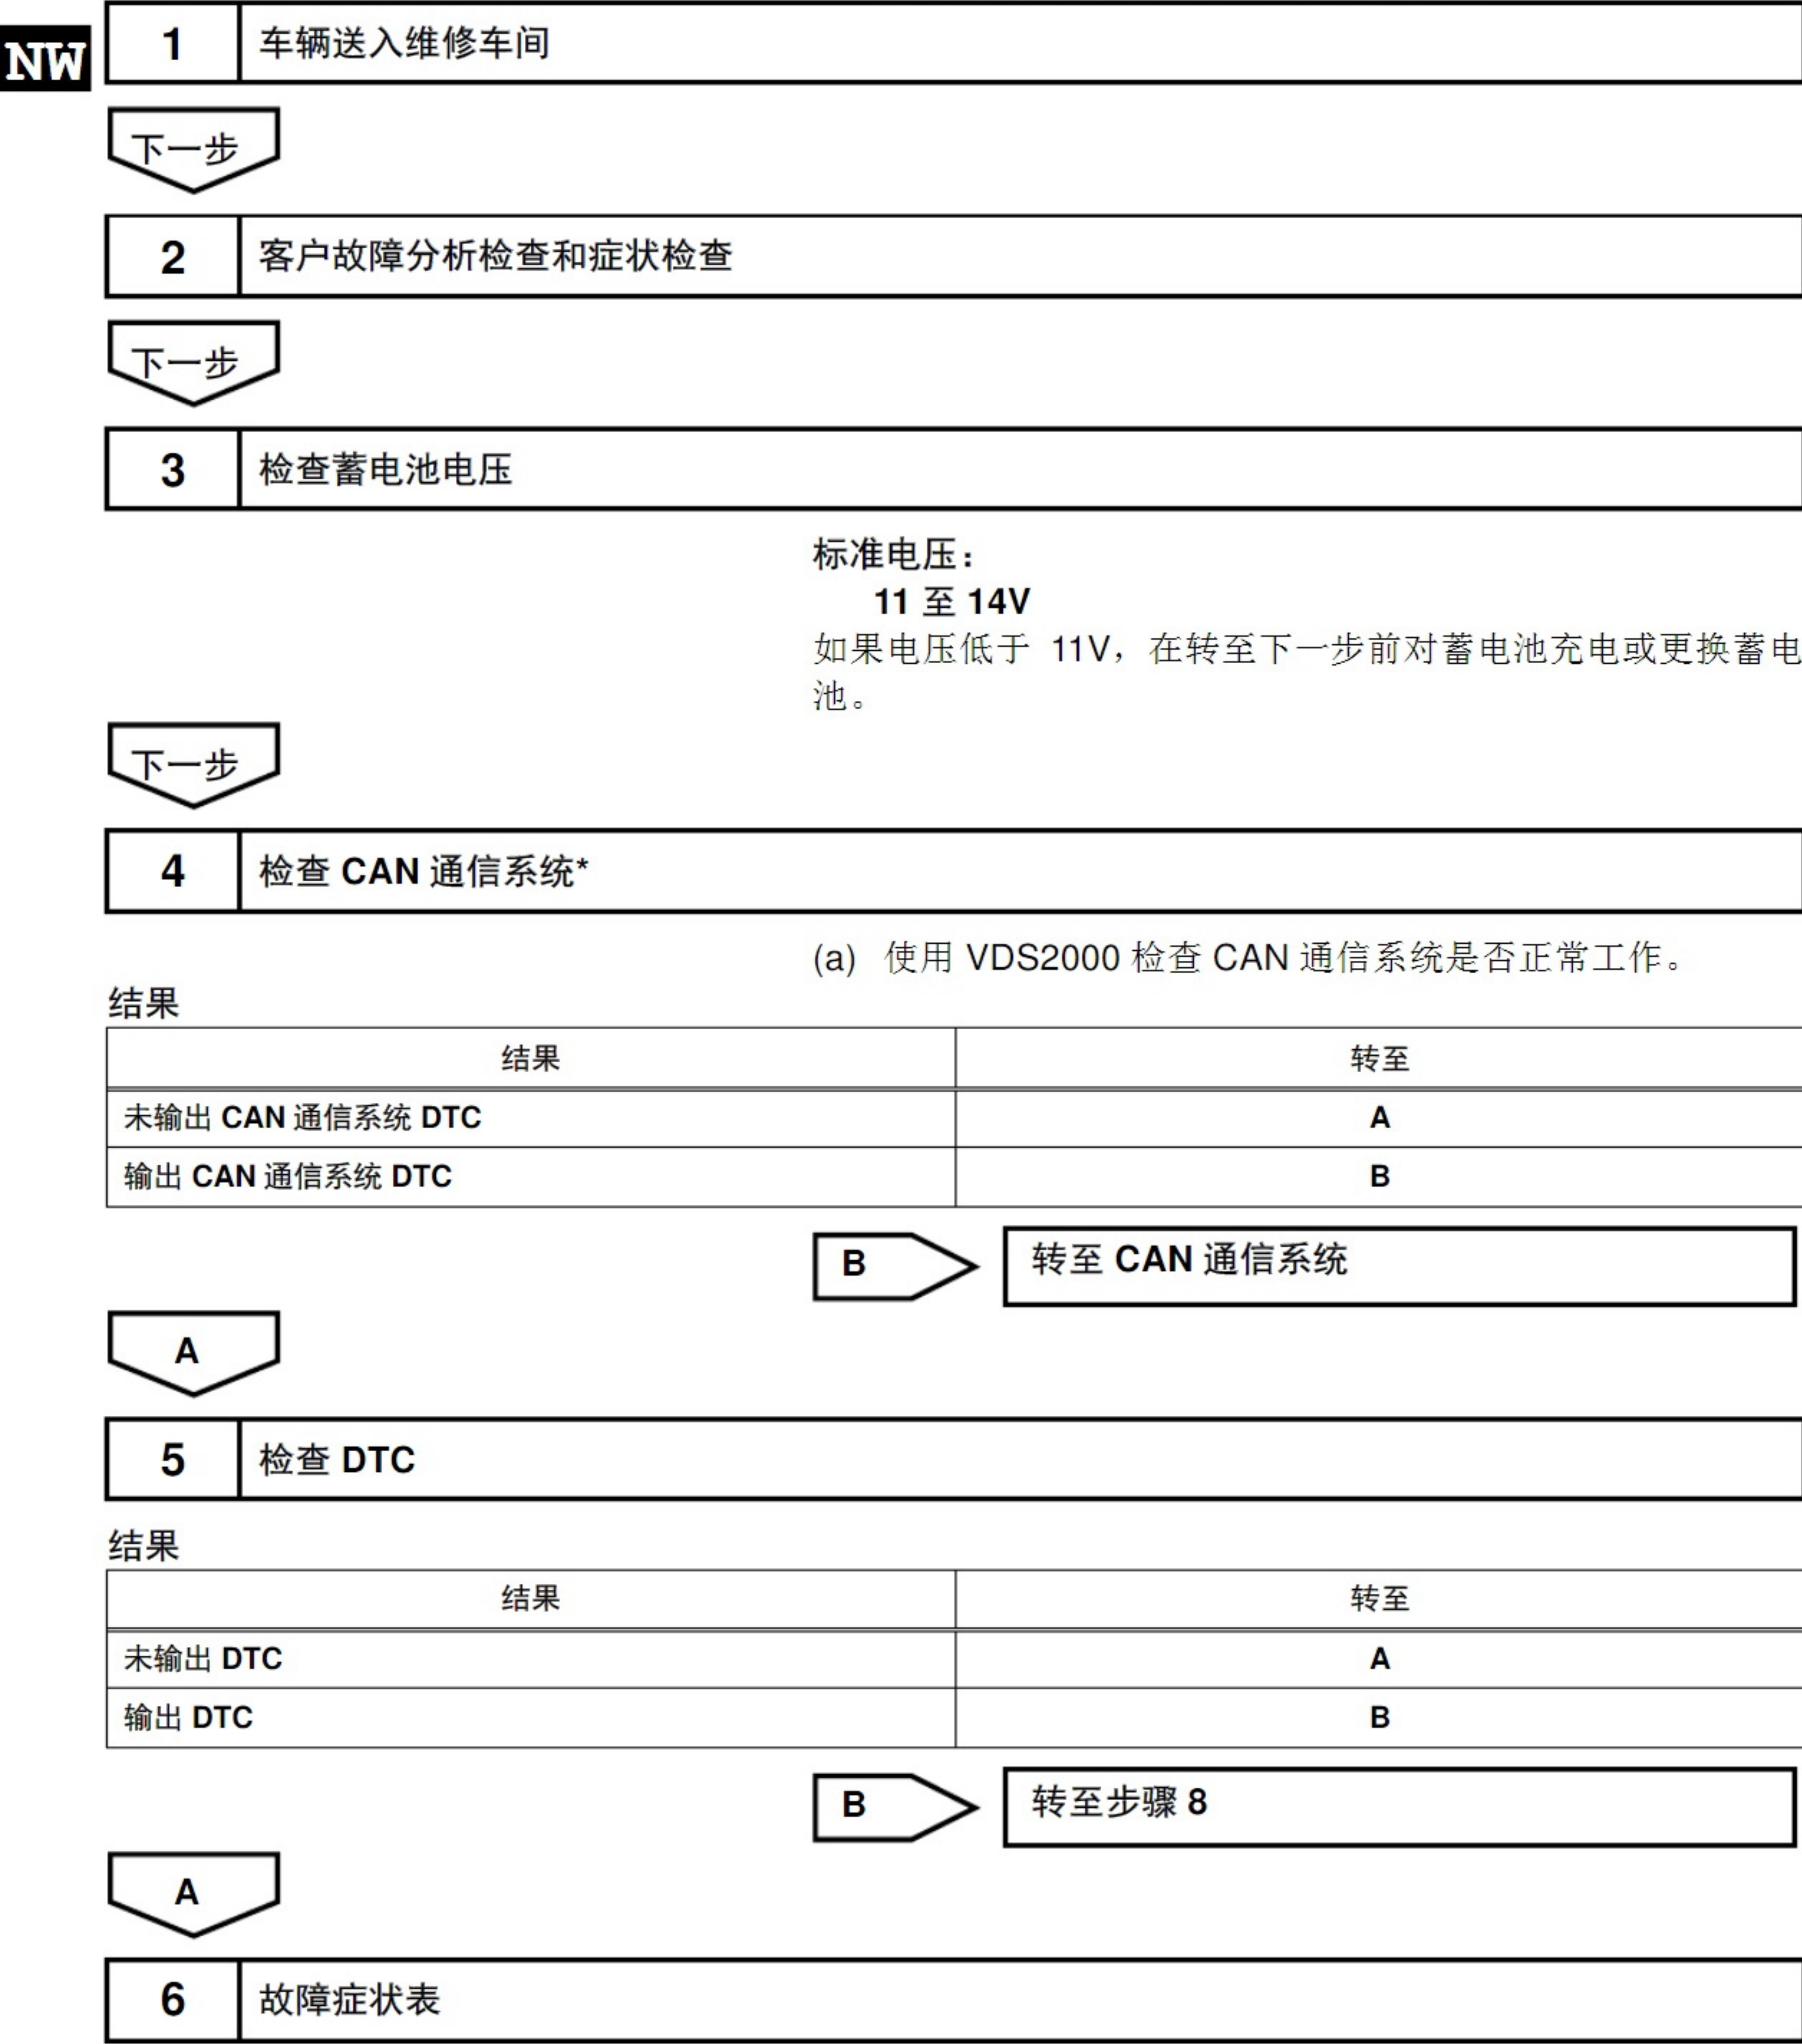 NW
1 车辆送入维修车间
下一步
2 客户故障分析检查和症状检查
下一步
3 检查蓄电池电压
标准电压：
11 至 14V
如果电压低于 11V，在转至下一步前对蓄电池充电或更换蓄电
池。
下一步
4 检查 CAN 通信系统*
(a) 使用 VDS2000 检查 CAN 通信系统是否正常工作。
结果
结果 转至
未输出 CAN 通信系统 DTC A
输出 CAN 通信系统 DTC B
B 转至 CAN 通信系统
A
5 检查 DTC
结果
结果 转至
未输出 DTC A
输出 DTC B
B 转至步骤 8
A
6 故障症状表